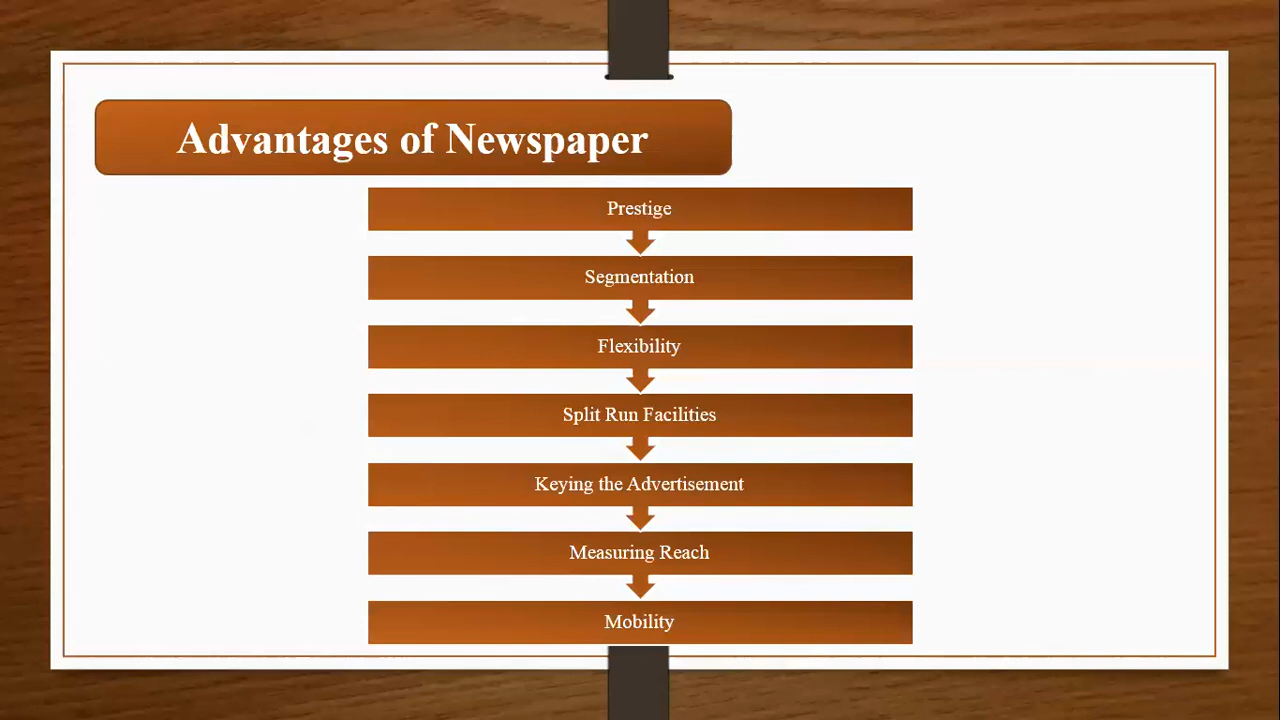 Advantages of Newspaper
Prestige
Segmentation
Flexibility
Split Run Facilities
Keying the Advertisement
Measuring Reach
Mobility